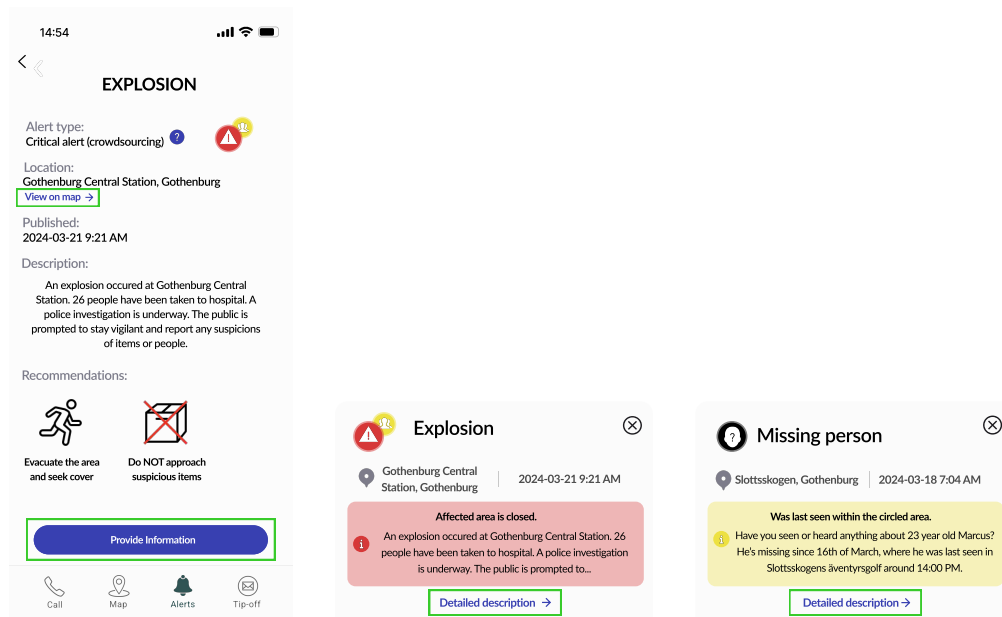 14:54
EXPLOSION
Alert type:
Critical alert (crowdsourcing) ?
Location:
Gothenburg Central Station, Gothenburg
View on map →
Published:
2024-03-21 9:21 AM
Description:
An explosion occured at Gothenburg Central
Station. 26 people have been taken to hospital. A
police investigation is underway. The public is
prompted to stay vigilant and report any suspicions
of items or people.
Recommendations:
Evacuate the area
and seek cover
Do NOT approach
suspicious items
Provide Information
Call
Map
Alerts
Tip-off
Explosion
Gothenburg Central
Station, Gothenburg
2024-03-21 9:21 AM
Affected area is closed.
An explosion occured at Gothenburg Central Station. 26
people have been taken to hospital. A police investigation
is underway. The public is prompted to...
Detailed description →
Missing person
Slottsskogen, Gothenburg
2024-03-18 7:04 AM
Was last seen within the circled area.
Have you seen or heard anything about 23 year old Marcus?
He's missing since 16th of March, where he was last seen in
Slottsskogens äventyrsgolf around 14:00 PM.
Detailed description →